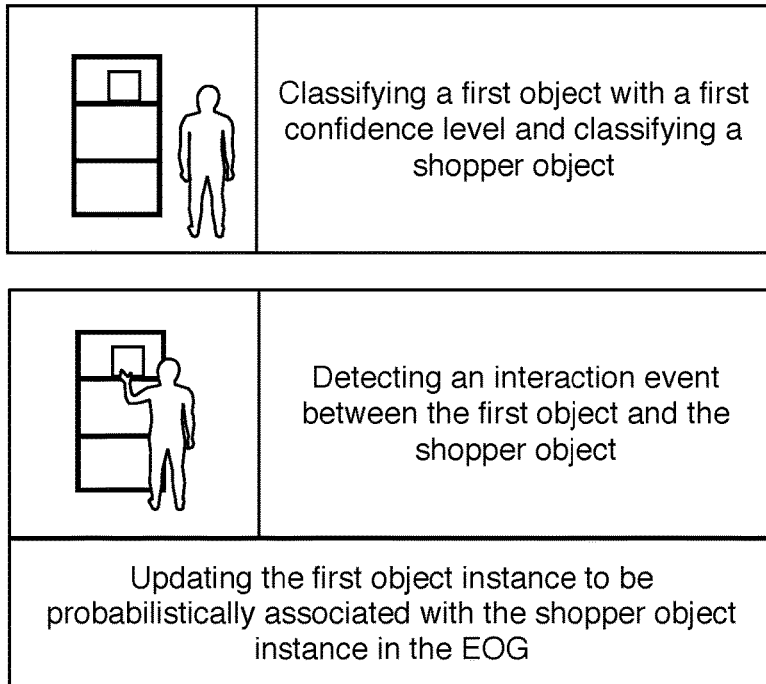 Classifying a first object with a first
confidence level and classifying a
shopper object
Detecting an interaction event
between the first object and the
shopper object
Updating the first object instance to be
probabilistically associated with the shopper object
instance in the EOG